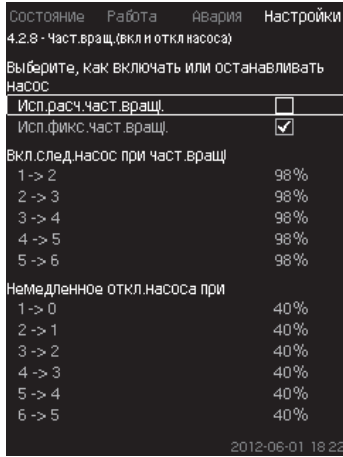 Состояние Работа Авария Настройки
4.2.8 - Част.вращ.(вкл и откл насоса)
Выберите, как включать или останавливать
насос
Исп.расч.част.вращ|.
Исп.фикс.част.вращ|.
Вкл.след.насос при част.вращ|
1 -> 2 98%
2 -> 3 98%
3 -> 4 98%
4 -> 5 98%
5 -> 6 98%
Немедленное откл.насоса при
1 -> 0 40%
2 -> 1 40%
3 -> 2 40%
4 -> 3 40%
5 -> 4 40%
6 -> 5 40%
2012-06-01 18:22